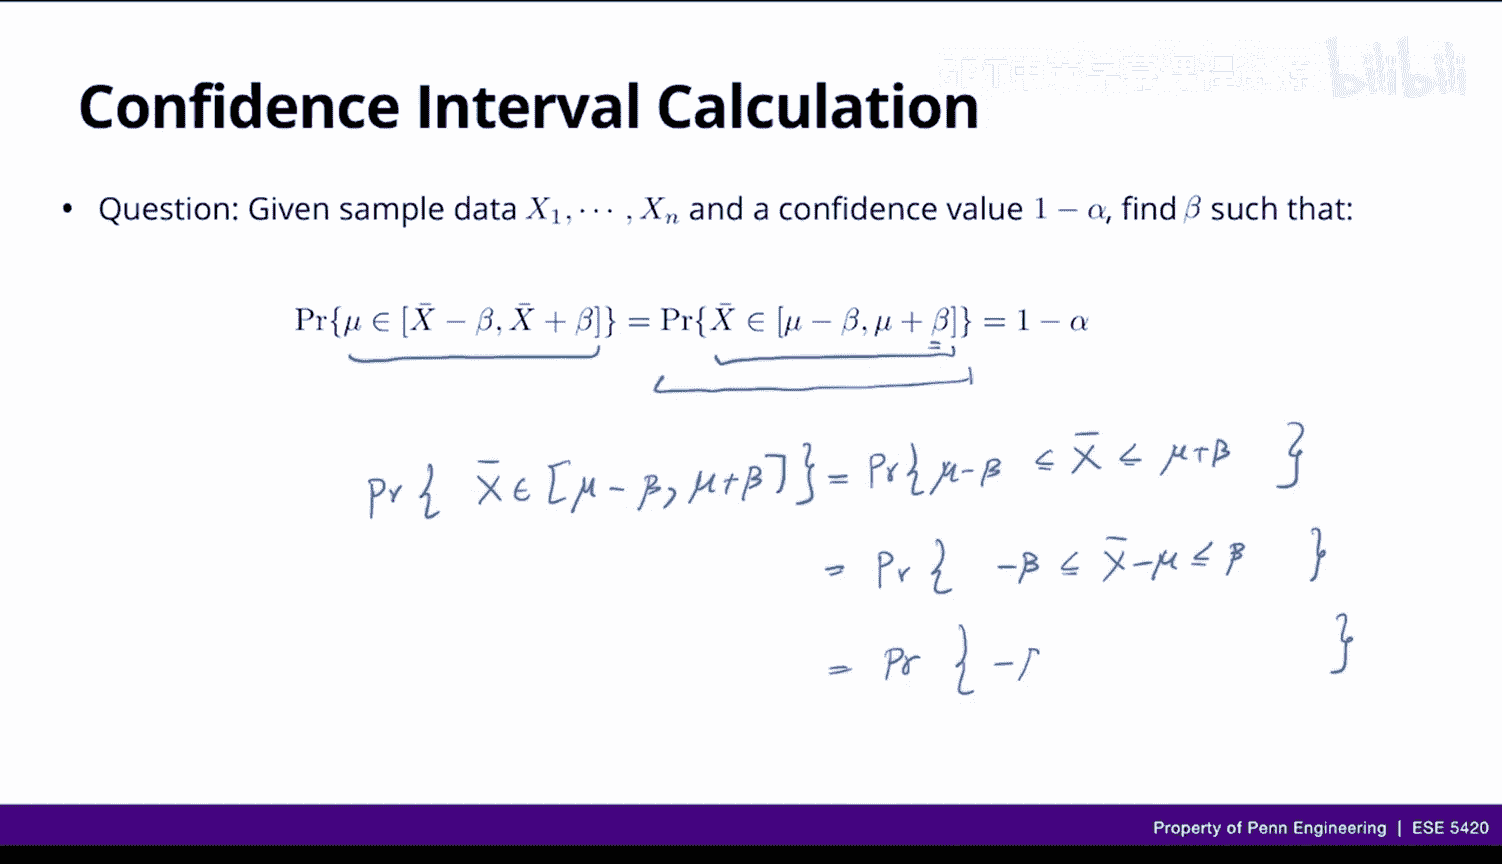 bilibili
Confidence Interval Calculation
• Question: Given sample data X₁, ⋯ , Xₙ and a confidence value 1 − α, find β such that:
Pr{μ ∈ [X̄ − β, X̄ + β]} = Pr{X̄ ∈ [μ − β, μ + β]} = 1 − α
Pr{ X̄ ∈ [μ − β, μ+β]} = Pr{μ−β ≤ X̄ ≤ μ+β }
= Pr{ −β ≤ X̄−μ ≤ β }
= Pr { − }
Property of Penn Engineering | ESE 5420